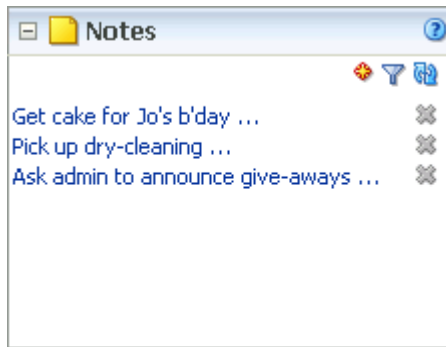 Notes
?
Get cake for Jo's b'day ...
Pick up dry-cleaning ...
Ask admin to announce give-aways ...